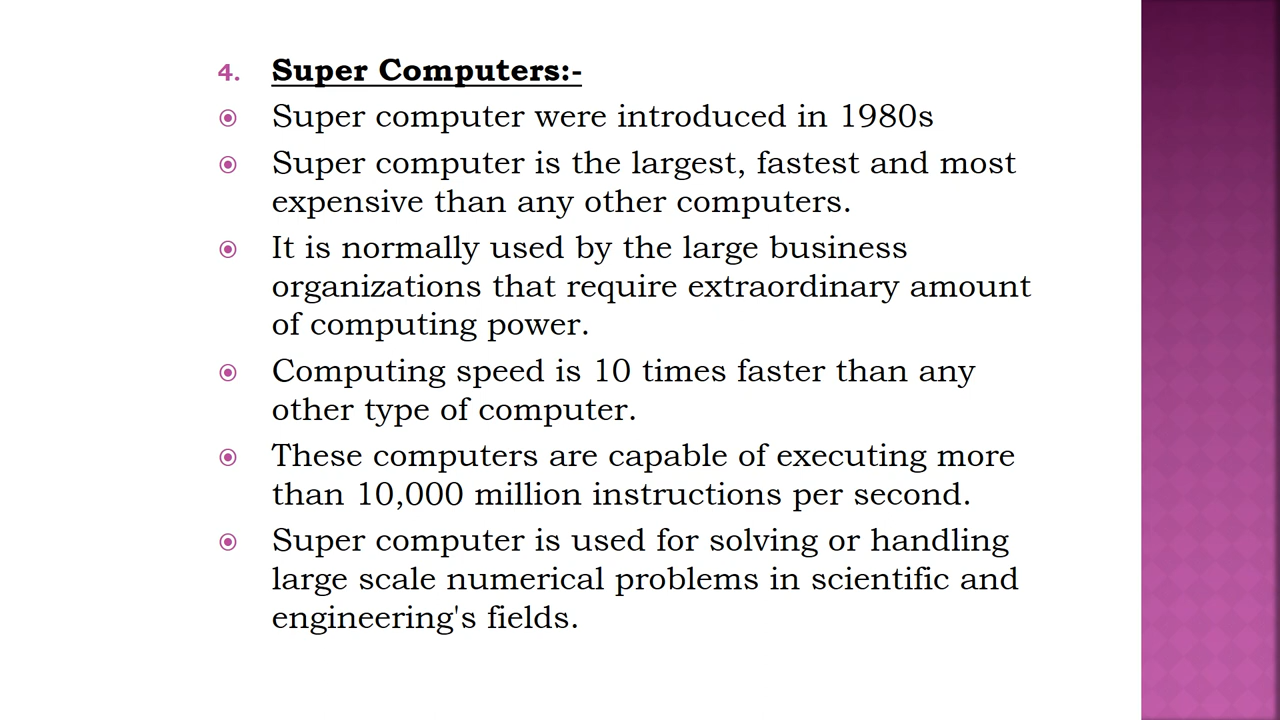 4. Super Computers:-
Super computer were introduced in 1980s
Super computer is the largest, fastest and most
expensive than any other computers.
It is normally used by the large business
organizations that require extraordinary amount
of computing power.
Computing speed is 10 times faster than any
other type of computer.
These computers are capable of executing more
than 10,000 million instructions per second.
Super computer is used for solving or handling
large scale numerical problems in scientific and
engineering's fields.